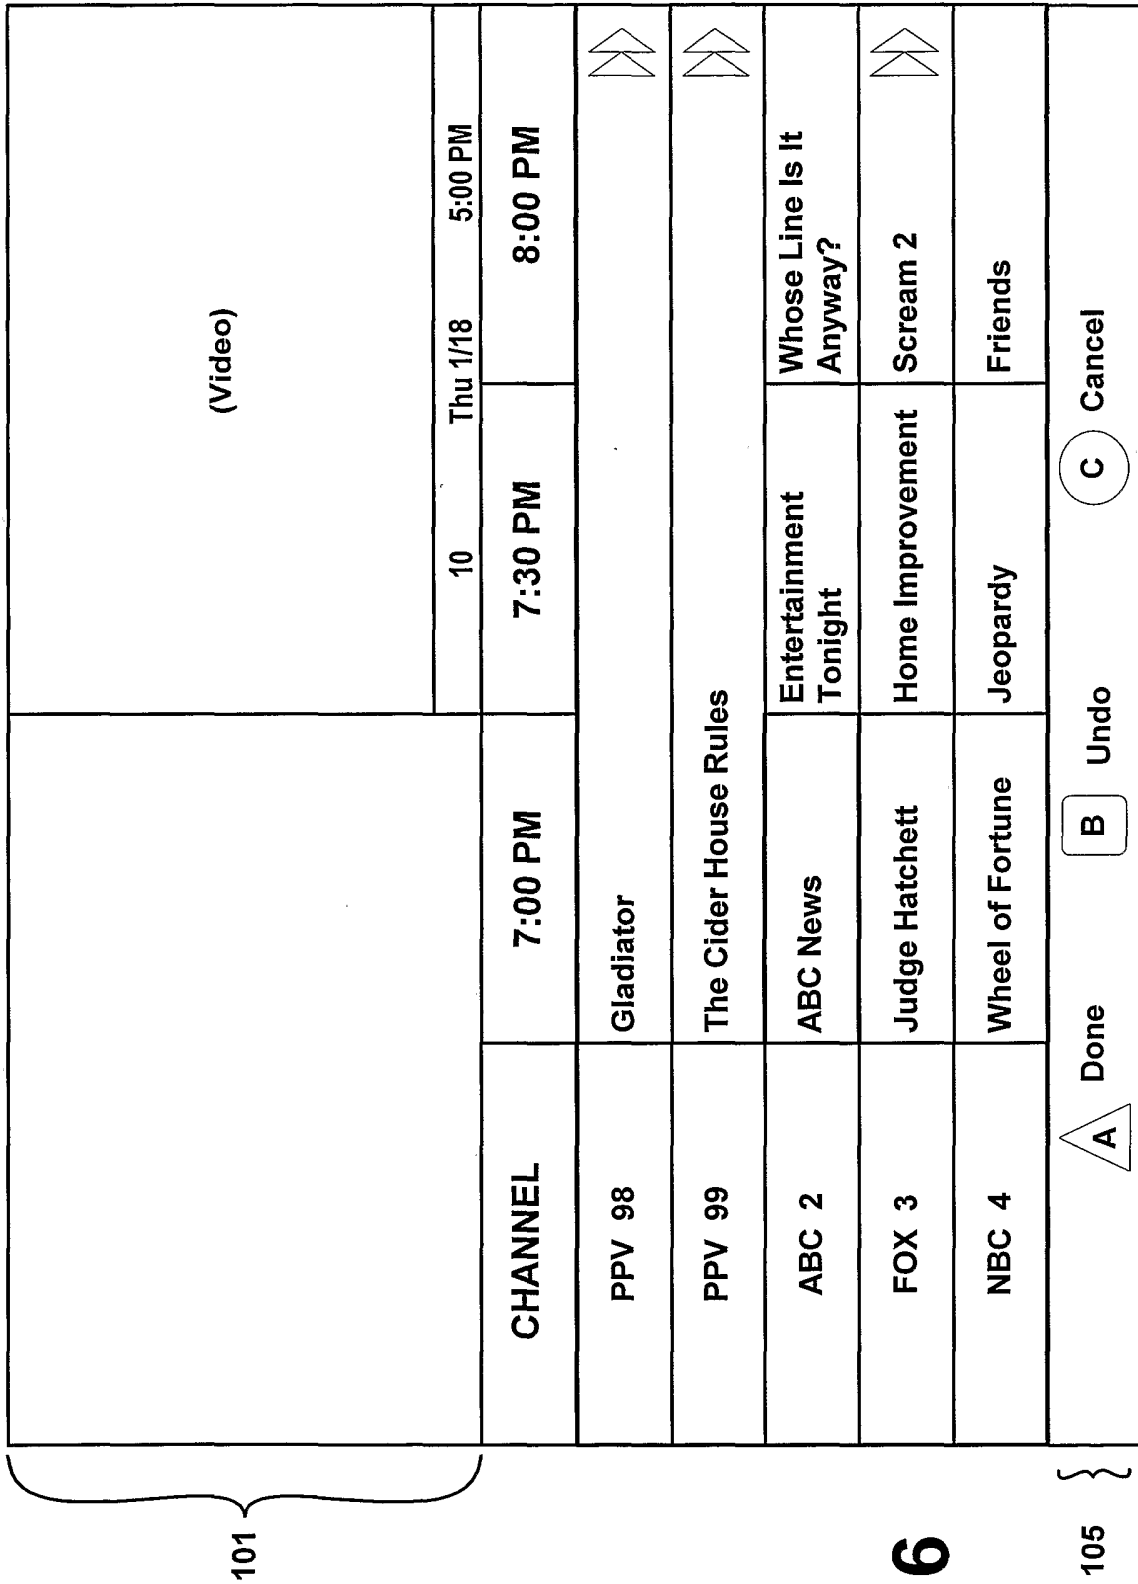 101
(Video)
10 Thu 1/18 5:00 PM
CHANNEL 7:00 PM 7:30 PM 8:00 PM
PPV 98 Gladiator
PPV 99 The Cider House Rules
ABC 2 ABC News Entertainment Tonight Whose Line Is It Anyway?
FOX 3 Judge Hatchett Home Improvement Scream 2
NBC 4 Wheel of Fortune Jeopardy Friends
6
105 A Done B Undo C Cancel